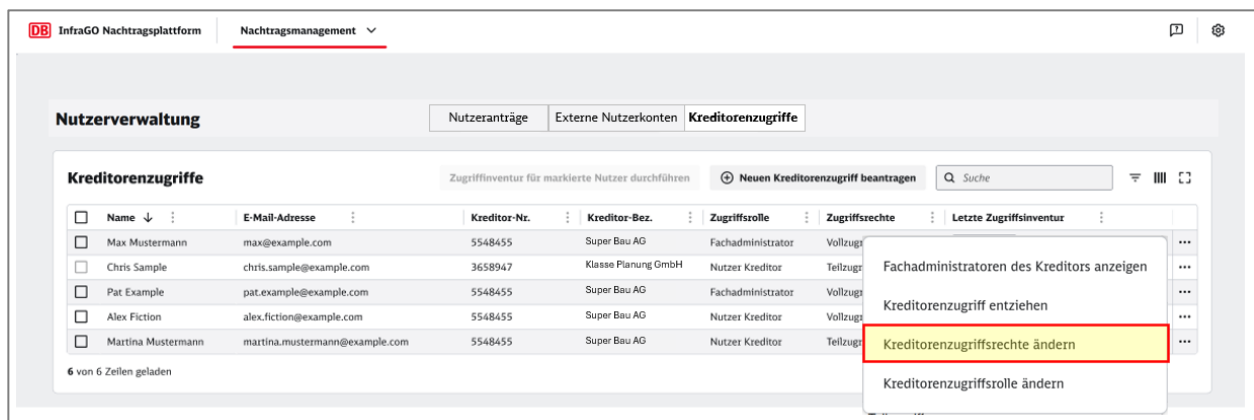 DB InfraGO Nachtragsplattform Nachtragsmanagement
Nutzerverwaltung Nutzeranträge Externe Nutzerkonten Kreditorenzugriffe
Kreditorenzugriffe Zugriffinventur für markierte Nutzer durchführen Neuen Kreditorenzugriff beantragen Suche
Name E-Mail-Adresse Kreditor-Nr. Kreditor-Bez. Zugriffsrolle Zugriffsrechte Letzte Zugriffsinventur
Max Mustermann max@example.com 5548455 Super Bau AG Fachadministrator Vollzugr
Chris Sample chris.sample@example.com 3658947 Klasse Planung GmbH Nutzer Kreditor Teilzugr
Pat Example pat.example@example.com 5548455 Super Bau AG Fachadministrator Vollzugr
Alex Fiction alex.fiction@example.com 5548455 Super Bau AG Nutzer Kreditor Vollzugr
Martina Mustermann martina.mustermann@example.com 5548455 Super Bau AG Nutzer Kreditor Teilzugr
6 von 6 Zeilen geladen
Fachadministratoren des Kreditors anzeigen
Kreditorenzugriff entziehen
Kreditorenzugriffsrechte ändern
Kreditorenzugriffsrolle ändern